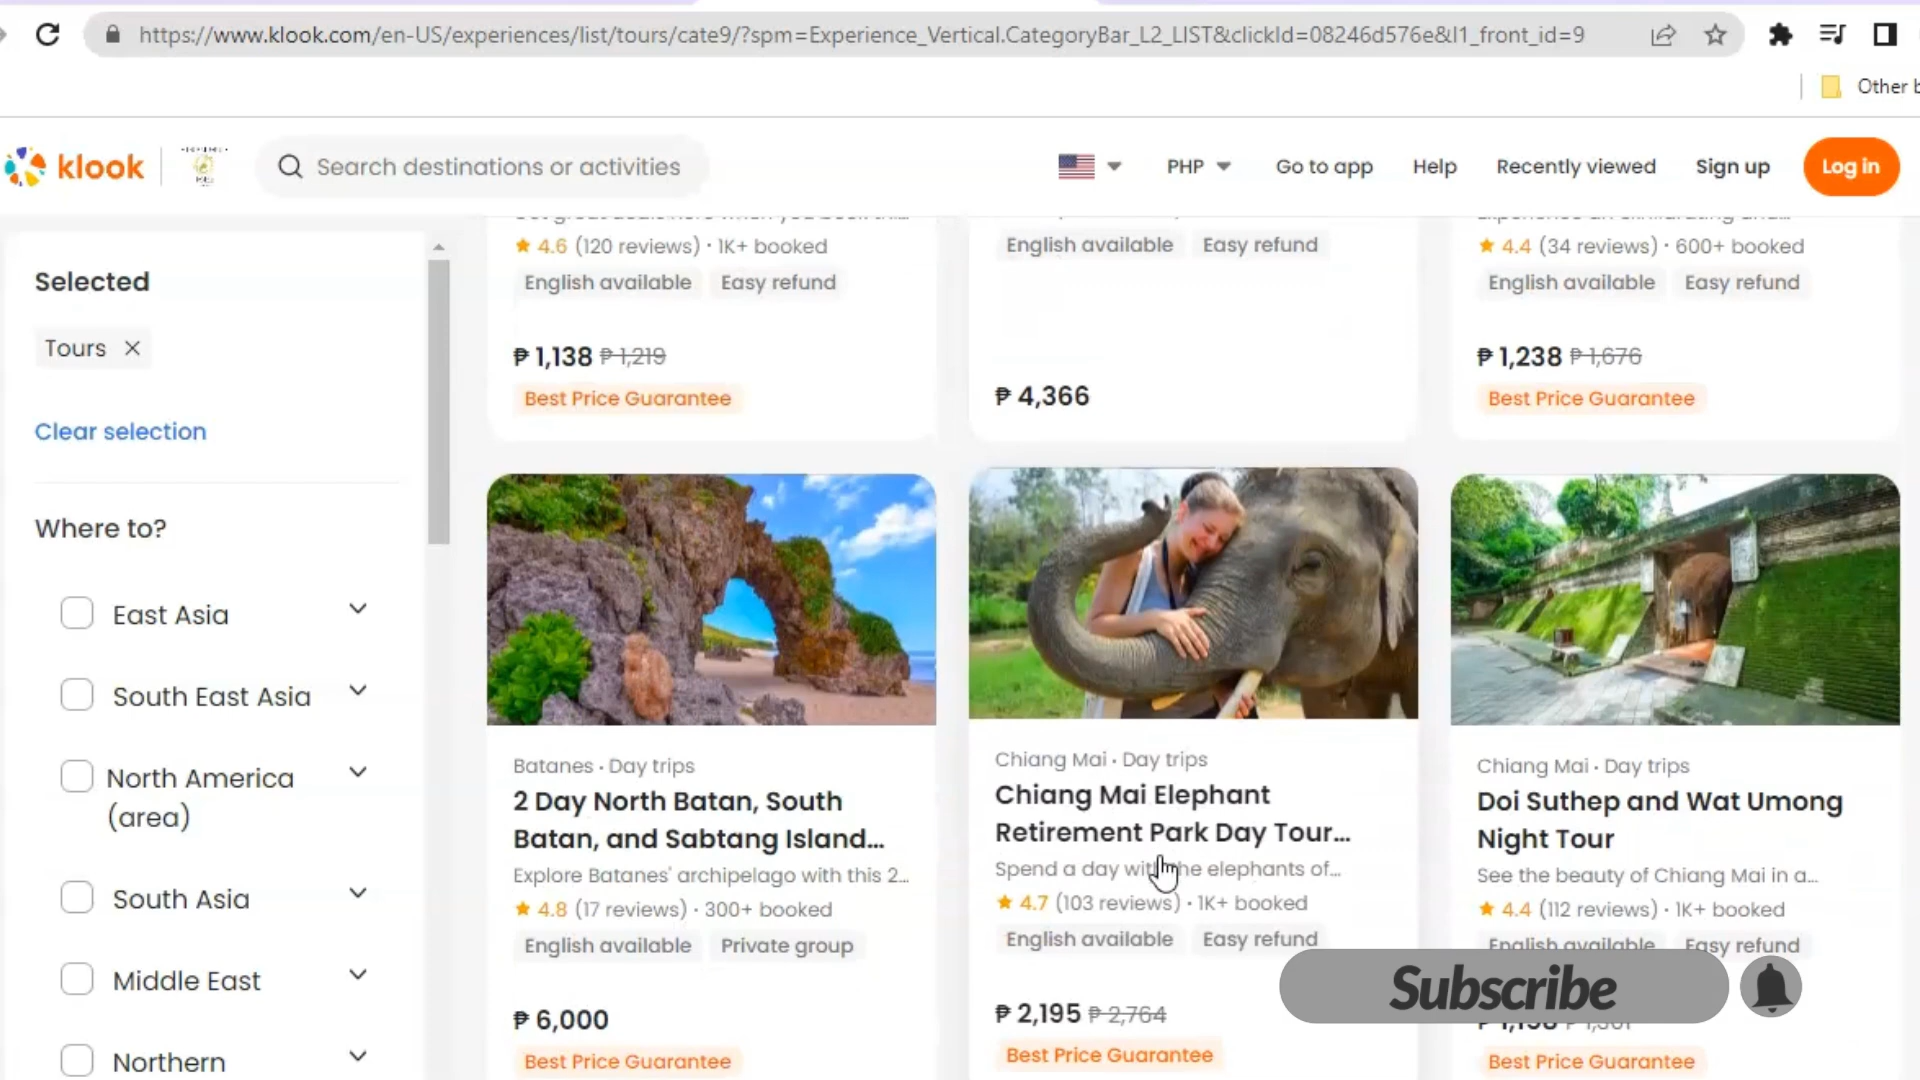 https://www.klook.com/en-US/experiences/list/tours/cate9/?spm=Experience_Vertical.CategoryBar_L2_LIST&clickId=08246d576e&l1_front_id=9
Other b
klook
Search destinations or activities
PHP
Go to app
Help
Recently viewed
Sign up
Log in
Selected
Tours
Clear selection
Where to?
East Asia
South East Asia
North America
(area)
South Asia
Middle East
Northern
4.6 (120 reviews) · 1K+ booked
English available
Easy refund
₱ 1,138 ₱ 1,219
Best Price Guarantee
English available
Easy refund
₱ 4,366
4.4 (34 reviews) · 600+ booked
English available
Easy refund
₱ 1,238 ₱ 1,676
Best Price Guarantee
Batanes · Day trips
2 Day North Batan, South
Batan, and Sabtang Island...
Explore Batanes' archipelago with this 2...
4.8 (17 reviews) · 300+ booked
English available
Private group
₱ 6,000
Best Price Guarantee
Chiang Mai · Day trips
Chiang Mai Elephant
Retirement Park Day Tour...
Spend a day with the elephants of...
4.7 (103 reviews) · 1K+ booked
English available
Easy refund
₱ 2,195 ₱ 2,764
Best Price Guarantee
Chiang Mai · Day trips
Doi Suthep and Wat Umong
Night Tour
See the beauty of Chiang Mai in a...
4.4 (112 reviews) · 1K+ booked
English available
Easy refund
Best Price Guarantee
Subscribe